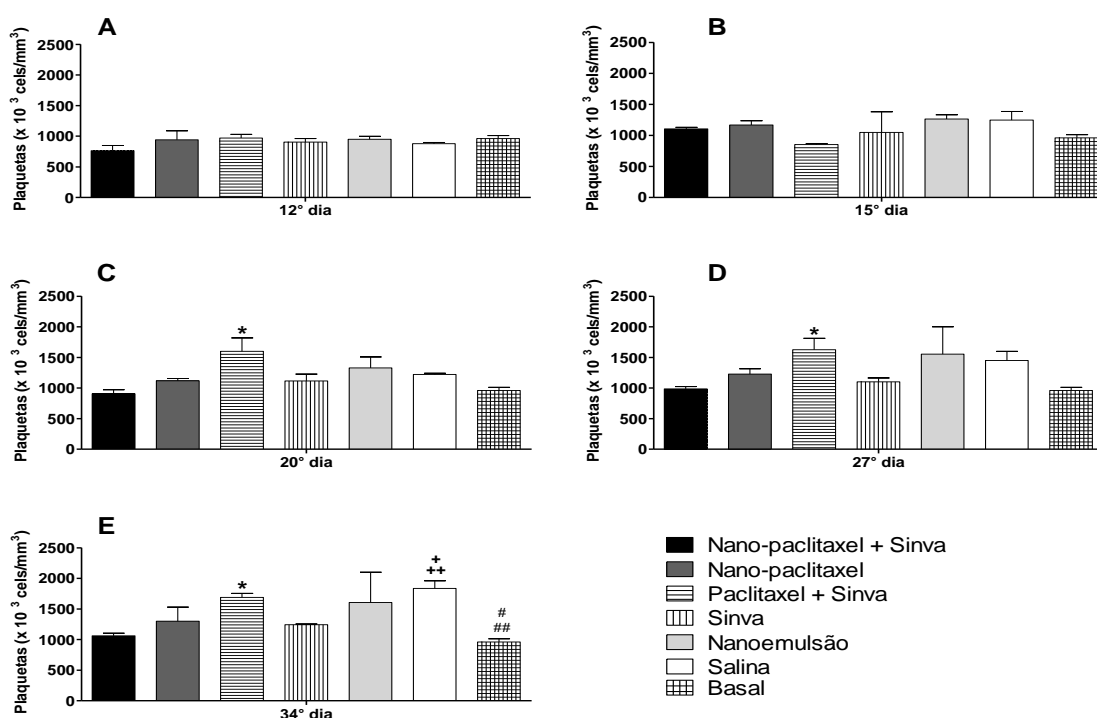 A
Plaquetas (x 10 ³ cels/mm³)
2500
2000
1500
1000
500
0
12° dia
B
Plaquetas (x 10 ³ cels/mm³)
2500
2000
1500
1000
500
0
15° dia
C
Plaquetas (x 10 ³ cels/mm³)
2500
2000
1500
1000
500
0
*
20° dia
D
Plaquetas (x 10 ³ cels/mm³)
2500
2000
1500
1000
500
0
*
27° dia
E
Plaquetas (x 10 ³ cels/mm³)
2500
2000
1500
1000
500
0
*
+
++
#
##
34° dia
Nano-paclitaxel + Sinva
Nano-paclitaxel
Paclitaxel + Sinva
Sinva
Nanoemulsão
Salina
Basal